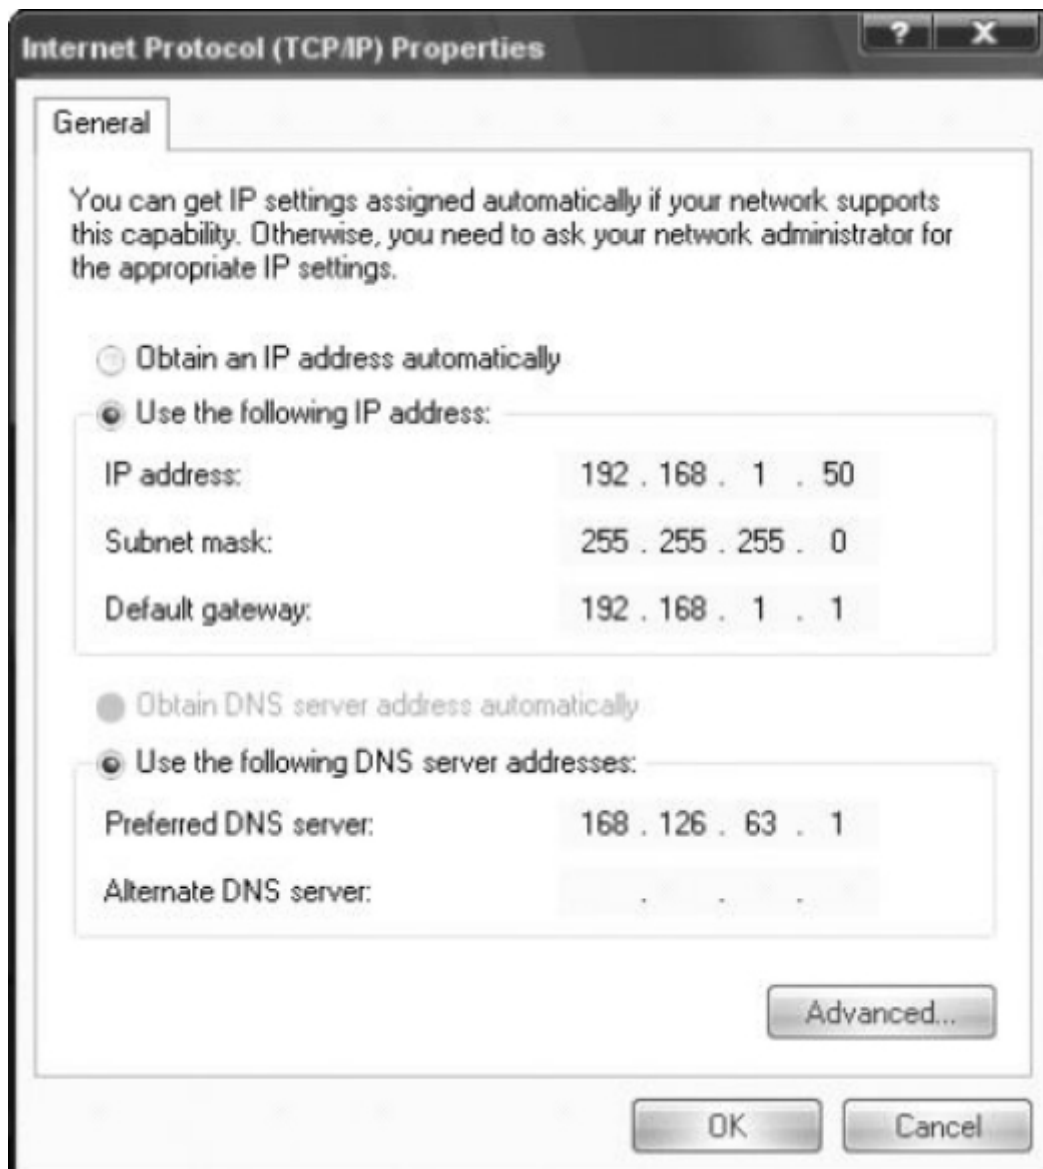 Internet Protocol (TCP/IP) Properties
General
You can get IP settings assigned automatically if your network supports
this capability. Otherwise, you need to ask your network administrator for
the appropriate IP settings.
Obtain an IP address automatically
Use the following IP address:
IP address: 192 . 168 . 1 . 50
Subnet mask: 255 . 255 . 255 . 0
Default gateway: 192 . 168 . 1 . 1
Obtain DNS server address automatically
Use the following DNS server addresses:
Preferred DNS server: 168 . 126 . 63 . 1
Alternate DNS server: . . .
Advanced...
OK Cancel